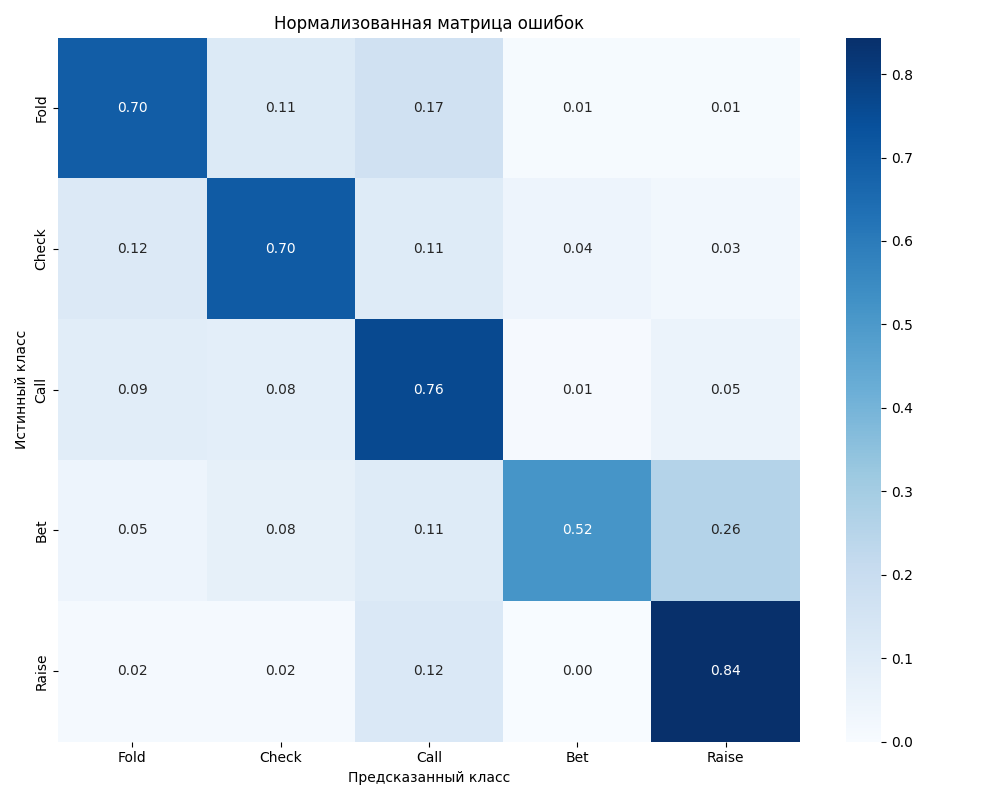 Нормализованная матрица ошибок
Истинный класс
Fold 0.70 0.11 0.17 0.01 0.01
Check 0.12 0.70 0.11 0.04 0.03
Call 0.09 0.08 0.76 0.01 0.05
Bet 0.05 0.08 0.11 0.52 0.26
Raise 0.02 0.02 0.12 0.00 0.84
Fold Check Call Bet Raise
Предсказанный класс
0.8
0.7
0.6
0.5
0.4
0.3
0.2
0.1
0.0